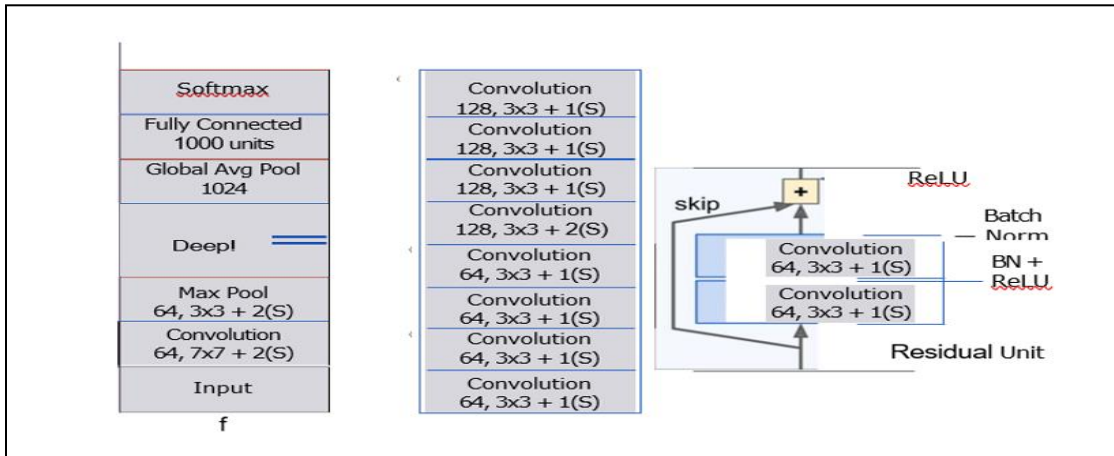 Softmax
Fully Connected
1000 units
Global Avg Pool
1024
Deep!
Max Pool
64, 3x3 + 2(S)
Convolution
64, 7x7 + 2(S)
Input
f
Convolution
128, 3x3 + 1(S)
Convolution
128, 3x3 + 1(S)
Convolution
128, 3x3 + 1(S)
Convolution
128, 3x3 + 2(S)
Convolution
64, 3x3 + 1(S)
Convolution
64, 3x3 + 1(S)
Convolution
64, 3x3 + 1(S)
Convolution
64, 3x3 + 1(S)
ReLU
+
skip
Batch
Norm
Convolution
64, 3x3 + 1(S)
BN +
ReLU
Convolution
64, 3x3 + 1(S)
Residual Unit